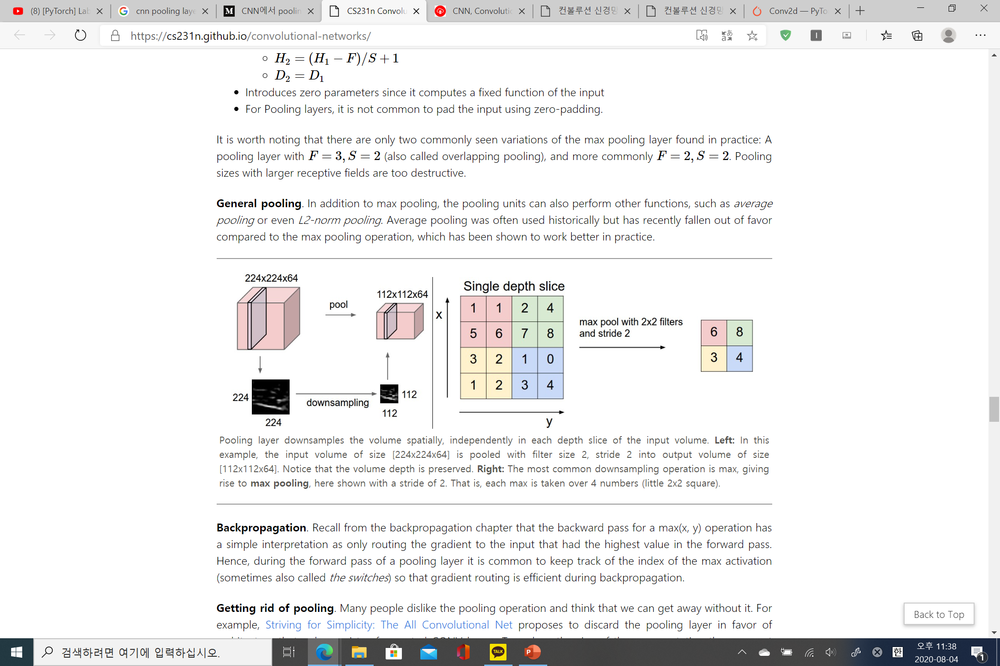 (8) [PyTorch] Lab
cnn pooling laye
CNN에서 poolin
CS231n Convolu
CNN, Convolutio
컨볼루션 신경망
컨볼루션 신경망
Conv2d — PyTo
https://cs231n.github.io/convolutional-networks/
H₂ = (H₁ − F)/S + 1
D₂ = D₁
Introduces zero parameters since it computes a fixed function of the input
For Pooling layers, it is not common to pad the input using zero-padding.
It is worth noting that there are only two commonly seen variations of the max pooling layer found in practice: A
pooling layer with F = 3, S = 2 (also called overlapping pooling), and more commonly F = 2, S = 2. Pooling
sizes with larger receptive fields are too destructive.
General pooling. In addition to max pooling, the pooling units can also perform other functions, such as average
pooling or even L2-norm pooling. Average pooling was often used historically but has recently fallen out of favor
compared to the max pooling operation, which has been shown to work better in practice.
224x224x64
pool
112x112x64
224
224
downsampling
112
112
Single depth slice
x
1 1 2 4
5 6 7 8
3 2 1 0
1 2 3 4
y
max pool with 2x2 filters
and stride 2
6 8
3 4
Pooling layer downsamples the volume spatially, independently in each depth slice of the input volume. Left: In this
example, the input volume of size [224x224x64] is pooled with filter size 2, stride 2 into output volume of size
[112x112x64]. Notice that the volume depth is preserved. Right: The most common downsampling operation is max, giving
rise to max pooling, here shown with a stride of 2. That is, each max is taken over 4 numbers (little 2x2 square).
Backpropagation. Recall from the backpropagation chapter that the backward pass for a max(x, y) operation has
a simple interpretation as only routing the gradient to the input that had the highest value in the forward pass.
Hence, during the forward pass of a pooling layer it is common to keep track of the index of the max activation
(sometimes also called the switches) so that gradient routing is efficient during backpropagation.
Getting rid of pooling. Many people dislike the pooling operation and think that we can get away without it. For
example, Striving for Simplicity: The All Convolutional Net proposes to discard the pooling layer in favor of
Back to Top
검색하려면 여기에 입력하십시오.
TALK
한
오후 11:38
2020-08-04
1